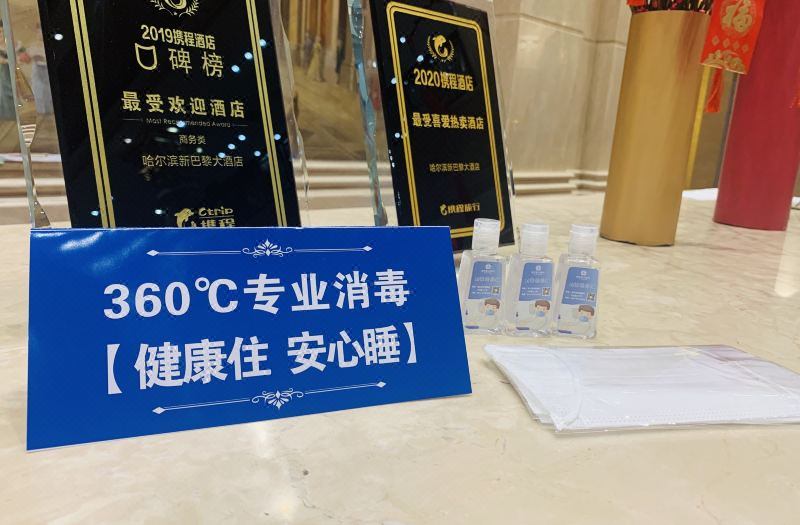 2019携程酒店
口碑榜
最受欢迎酒店
Most Recommended Award
商务类
哈尔滨新巴黎大酒店
Ctrip
携程
2020携程酒店
最受喜爱热卖酒店
哈尔滨新巴黎大酒店
携程旅行
福
360℃专业消毒
【健康住 安心睡】